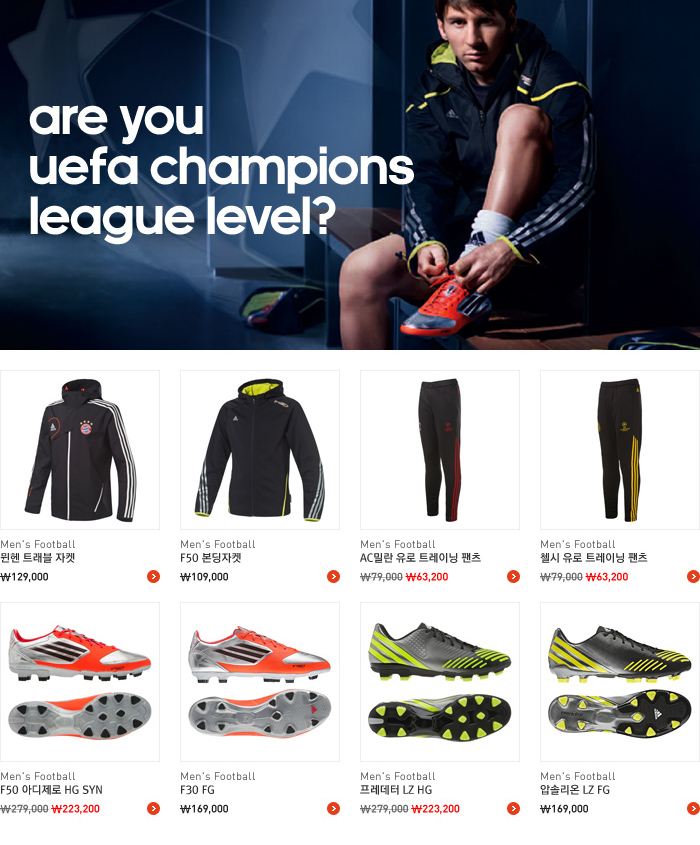 are you
uefa champions
league level?
Men's Football
뮌헨 트래블 자켓
₩129,000
Men's Football
F50 본딩자켓
₩109,000
Men's Football
AC밀란 유로 트레이닝 팬츠
₩79,000 ₩63,200
Men's Football
첼시 유로 트레이닝 팬츠
₩79,000 ₩63,200
Men's Football
F50 아디제로 HG SYN
₩279,000 ₩223,200
Men's Football
F30 FG
₩169,000
Men's Football
프레데터 LZ HG
₩279,000 ₩223,200
Men's Football
압솔리온 LZ FG
₩169,000